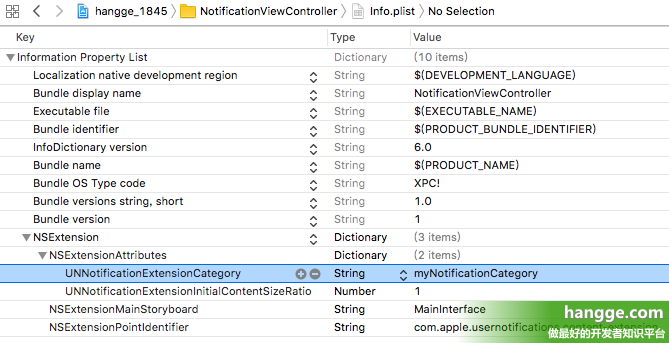 hangge_1845 NotificationViewController Info.plist No Selection
Key Type Value
Information Property List Dictionary (10 items)
Localization native development region String $(DEVELOPMENT_LANGUAGE)
Bundle display name String NotificationViewController
Executable file String $(EXECUTABLE_NAME)
Bundle identifier String $(PRODUCT_BUNDLE_IDENTIFIER)
InfoDictionary version String 6.0
Bundle name String $(PRODUCT_NAME)
Bundle OS Type code String XPC!
Bundle versions string, short String 1.0
Bundle version String 1
NSExtension Dictionary (3 items)
NSExtensionAttributes Dictionary (2 items)
UNNotificationExtensionCategory String myNotificationCategory
UNNotificationExtensionInitialContentSizeRatio Number 1
NSExtensionMainStoryboard String MainInterface
NSExtensionPointIdentifier String com.apple.usernotifications.content-extension
hangge.com
做最好的开发者知识平台